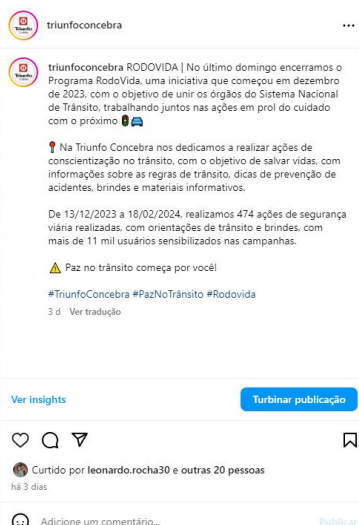 triunfoconcebra
triunfoconcebra RODOVIDA | No último domingo encerramos o
Programa RodoVida, uma iniciativa que começou em dezembro
de 2023, com o objetivo de unir os órgãos do Sistema Nacional
de Trânsito, trabalhando juntos nas ações em prol do cuidado
com o próximo 🚦🚘
📍 Na Triunfo Concebra nos dedicamos a realizar ações de
conscientização no trânsito, com o objetivo de salvar vidas, com
informações sobre as regras de trânsito, dicas de prevenção de
acidentes, brindes e materiais informativos.
De 13/12/2023 a 18/02/2024, realizamos 474 ações de segurança
viária realizadas, com orientações de trânsito e brindes, com
mais de 11 mil usuários sensibilizados nas campanhas.
⚠️ Paz no trânsito começa por você!
#TriunfoConcebra #PazNoTrânsito #Rodovida
3 d Ver tradução
Ver insights
Turbinar publicação
Curtido por leonardo.rocha30 e outras 20 pessoas
há 3 dias
Adicione um comentário...
Publicar